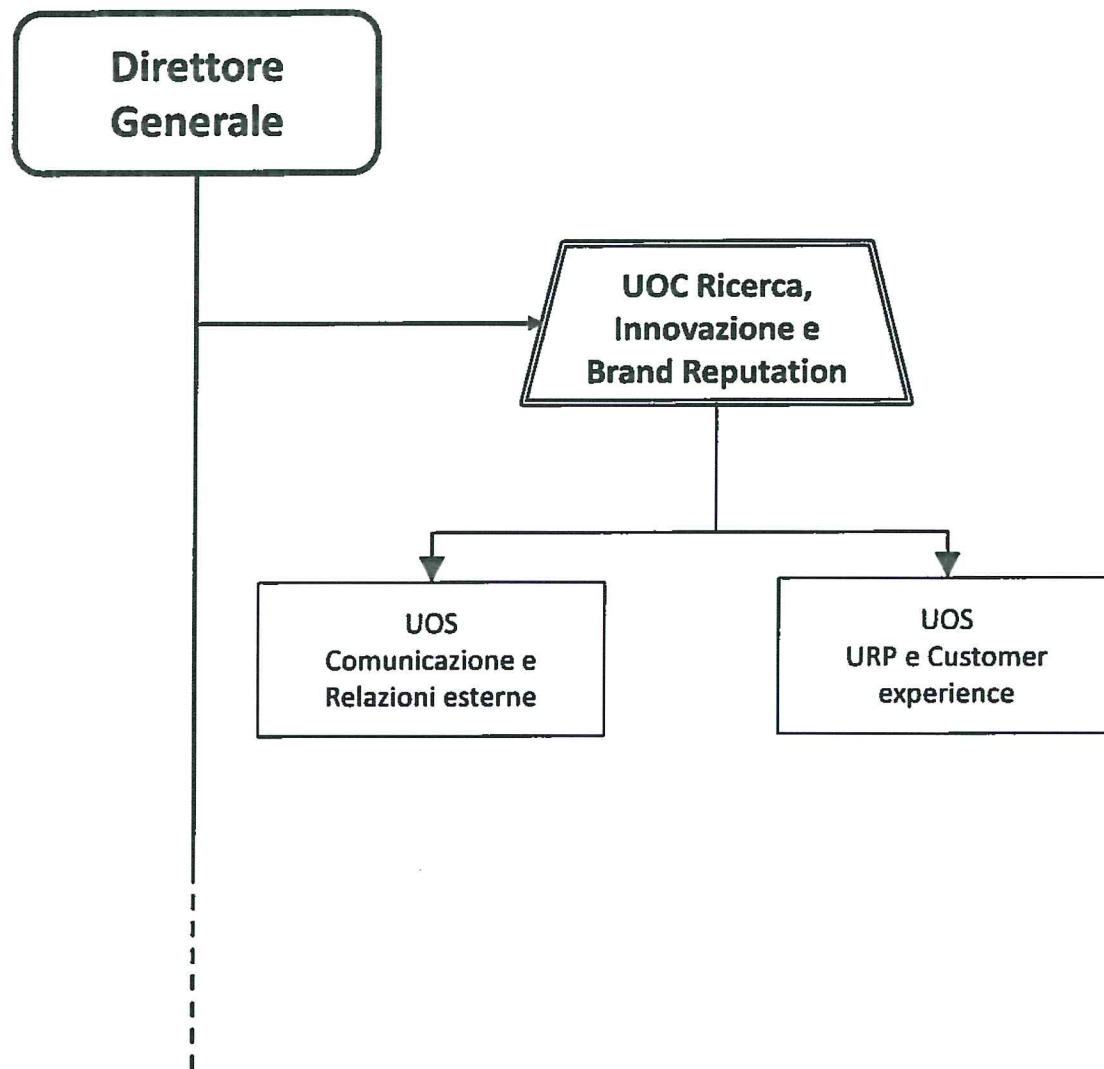 Direttore
Generale
UOC Ricerca,
Innovazione e
Brand Reputation
UOS
Comunicazione e
Relazioni esterne
UOS
URP e Customer
experience